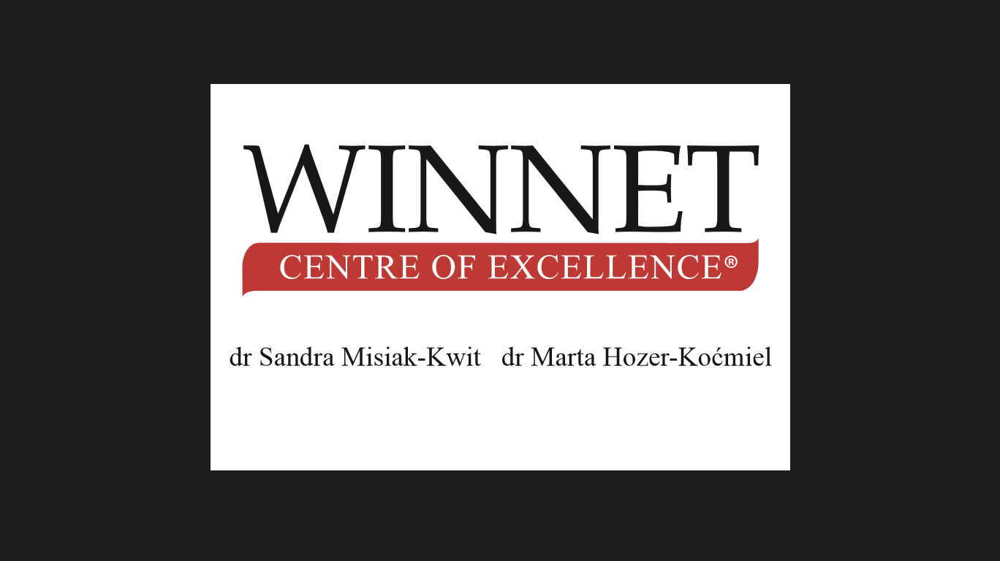 WINNET
CENTRE OF EXCELLENCE®
dr Sandra Misiak-Kwit dr Marta Hozer-Koćmiel